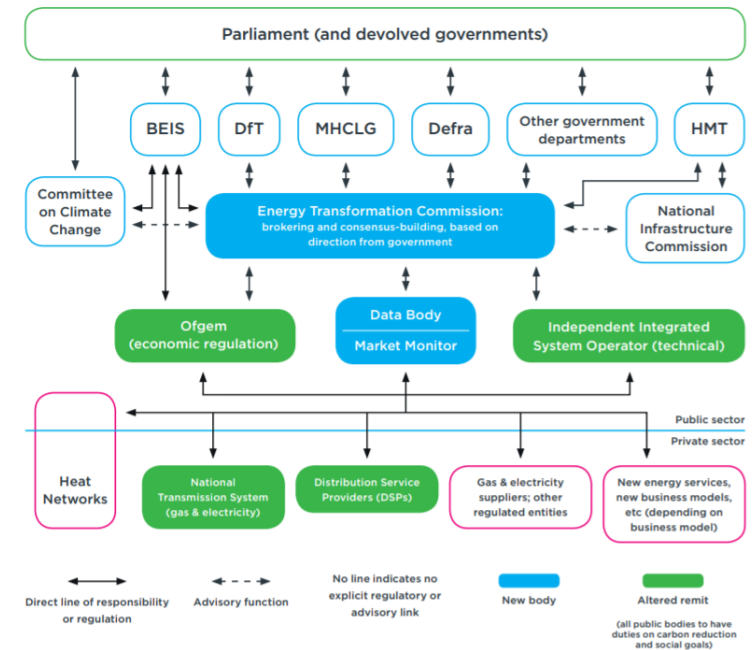 Parliament (and devolved governments)
BEIS
DfT
MHCLG
Defra
Other government
departments
HMT
Committee
on Climate
Change
Energy Transformation Commission:
brokering and consensus-building, based on
direction from government
National
Infrastructure
Commission
Ofgem
(economic regulation)
Data Body
Market Monitor
Independent Integrated
System Operator (technical)
Public sector
Private sector
Heat
Networks
National
Transmission System
(gas & electricity)
Distribution Service
Providers (DSPs)
Gas & electricity
suppliers; other
regulated entities
New energy services,
new business models,
etc (depending on
business model)
Direct line of responsibility
or regulation
Advisory function
No line indicates no
explicit regulatory or
advisory link
New body
Altered remit
(all public bodies to have
duties on carbon reduction
and social goals)